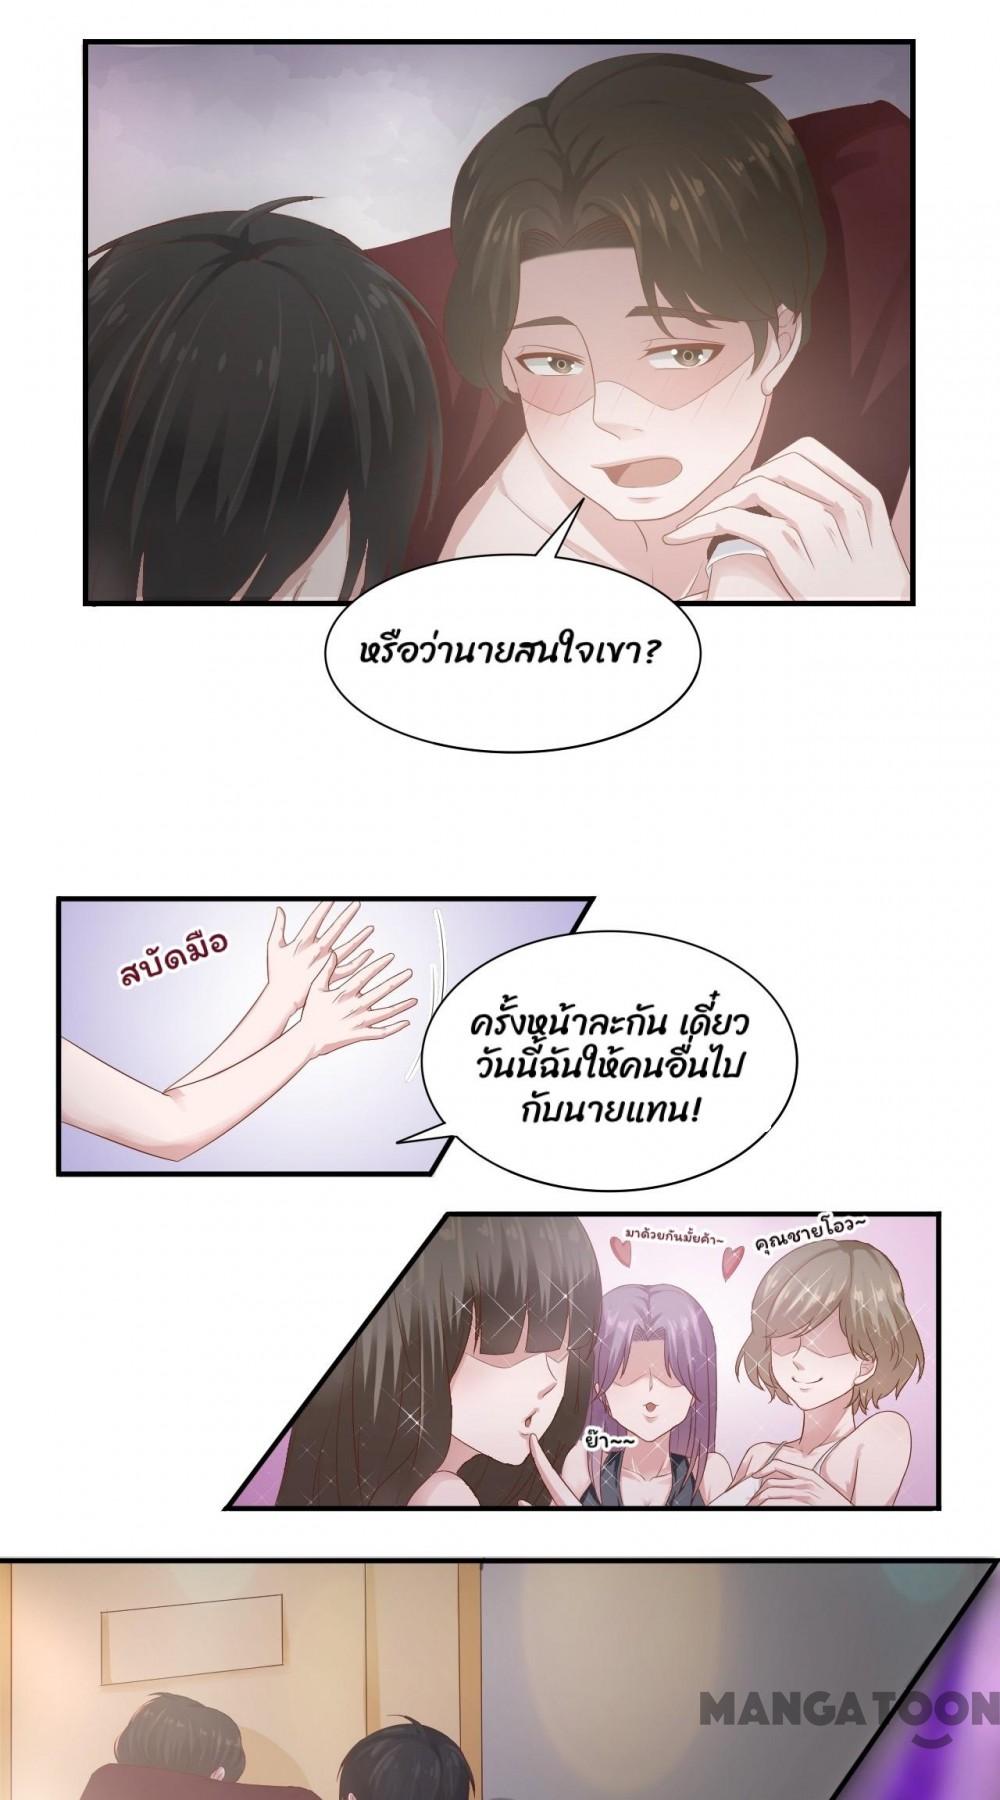 หรือว่านายสนใจเขา?
สบัดมือ
ครั้งหน้าละกัน เดี๋ยว
วันนี้ฉันให้คนอื่นไป
กับนายแทน!
มาด้วยกันมั้ยค้า~
คุณชายโอว~
ย๊า~~
MANGATOON